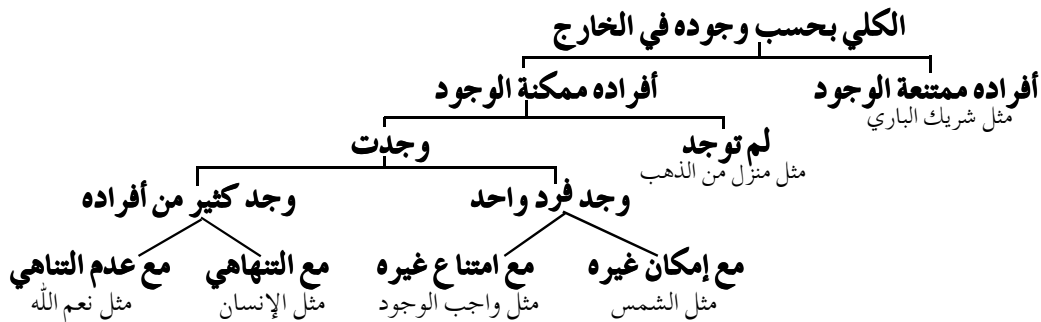 الكلي بحسب وجوده في الخارج
أفراده ممتنعة الوجود
مثل شريك الباري
أفراده ممكنة الوجود
لم توجد
مثل منزل من الذهب
وجدت
وجد فرد واحد
وجد كثير من أفراده
مع إمكان غيره
مثل الشمس
مع امتناع غيره
مثل واجب الوجود
مع التنهاهي
مثل الإنسان
مع عدم التناهي
مثل نعم الله